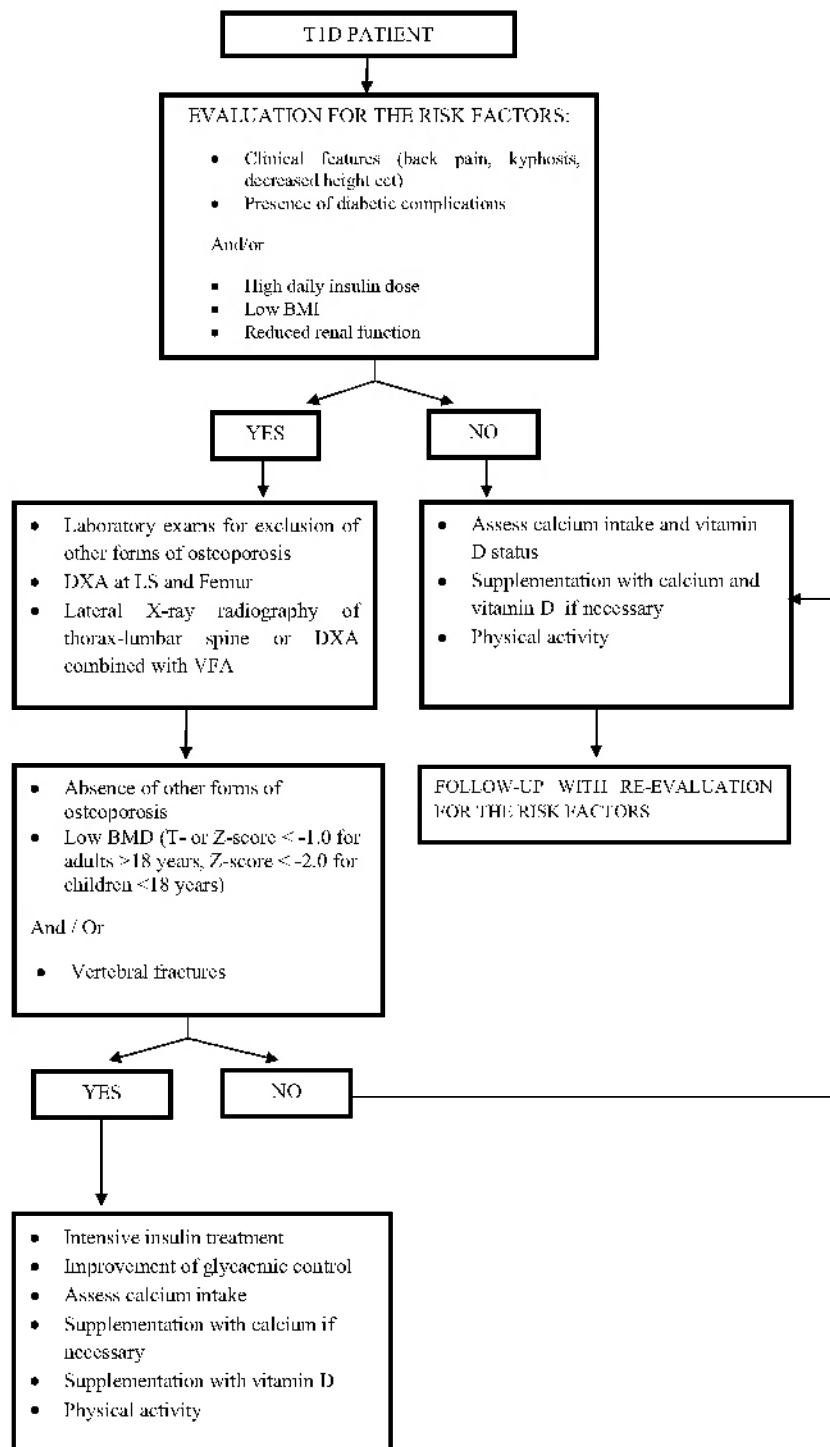 T1D PATIENT
EVALUATION FOR THE RISK FACTORS:
• Clinical features (back pain, kyphosis,
decreased height ect)
• Presence of diabetic complications
And/or
▪ High daily insulin dose
▪ Low BMI
▪ Reduced renal function
YES
NO
• Laboratory exams for exclusion of
other forms of osteoporosis
• DXA at LS and Femur
• Lateral X-ray radiography of
thorax-lumbar spine or DXA
combined with VFA
• Assess calcium intake and vitamin
D status
• Supplementation with calcium and
vitamin D if necessary
• Physical activity
• Absence of other forms of
osteoporosis
• Low BMD (T- or Z-score < -1.0 for
adults >18 years, Z-score < -2.0 for
children <18 years)
And / Or
• Vertebral fractures
FOLLOW-UP WITH RE-EVALUATION
FOR THE RISK FACTORS
YES
NO
• Intensive insulin treatment
• Improvement of glycaemic control
• Assess calcium intake
• Supplementation with calcium if
necessary
• Supplementation with vitamin D
• Physical activity